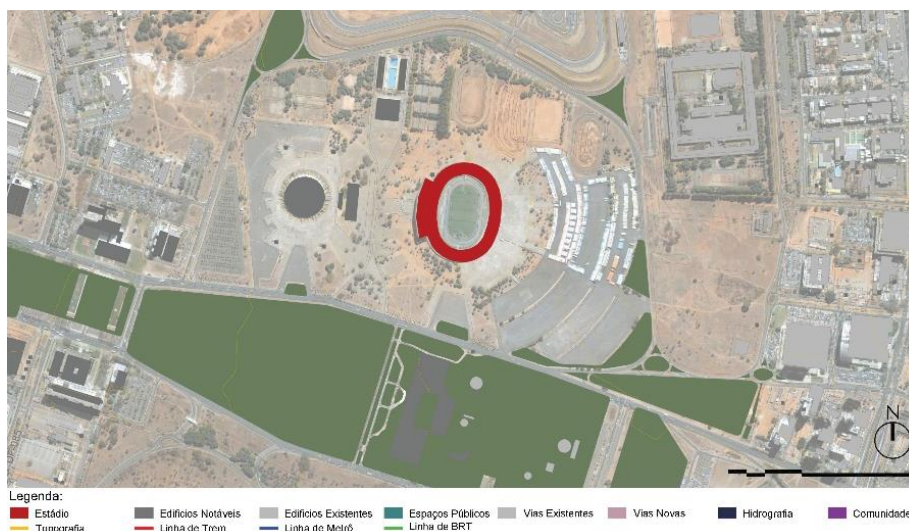 N
Legenda:
Estádio Edifícios Notáveis Edifícios Existentes Espaços Públicos Vias Existentes Vias Novas Hidrografia Comunidade
Topografia Linha de Trem Linha de Metrô Linha de BRT